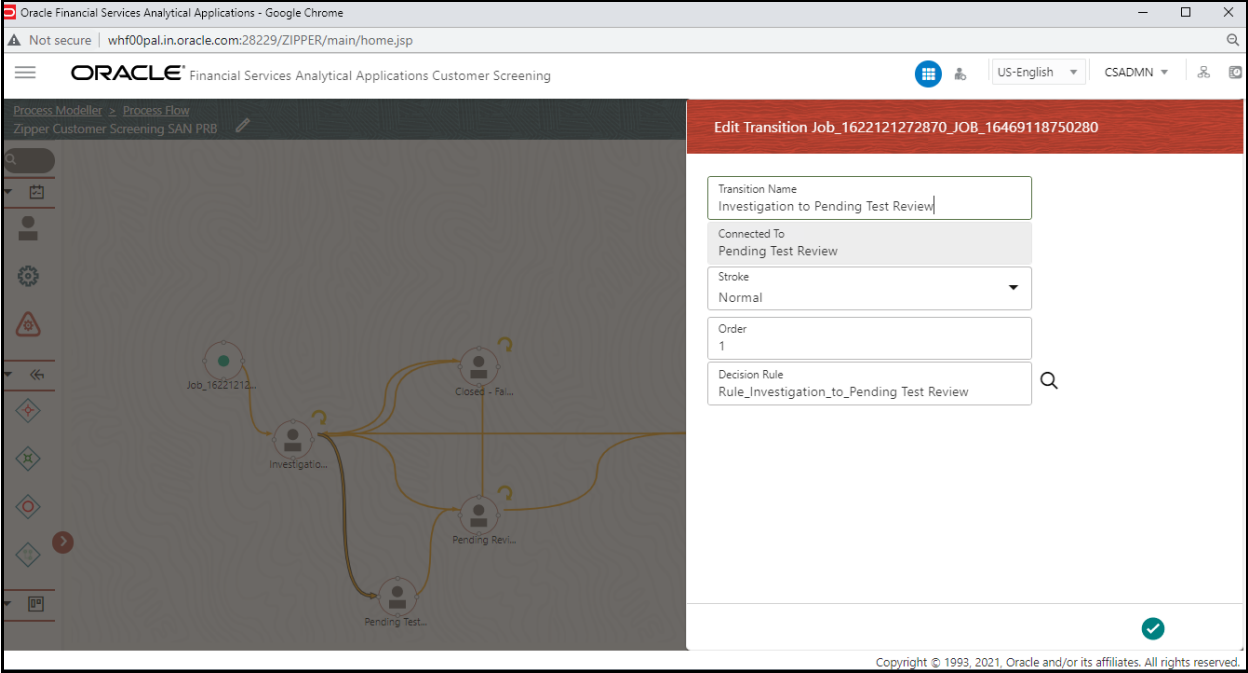 Oracle Financial Services Analytical Applications - Google Chrome
Not secure | whf00pal.in.oracle.com:28229/ZIPPER/main/home.jsp
ORACLE® Financial Services Analytical Applications Customer Screening
US-English
CSADMN
Process Modeller > Process Flow
Zipper Customer Screening SAN PRB
Edit Transition Job_1622121272870_JOB_16469118750280
Transition Name
Investigation to Pending Test Review
Connected To
Pending Test Review
Stroke
Normal
Order
1
Decision Rule
Rule_Investigation_to_Pending Test Review
Job_16221212...
Closed - Fal...
Investigatio...
Pending Revi...
Pending Test...
Copyright © 1993, 2021, Oracle and/or its affiliates. All rights reserved.